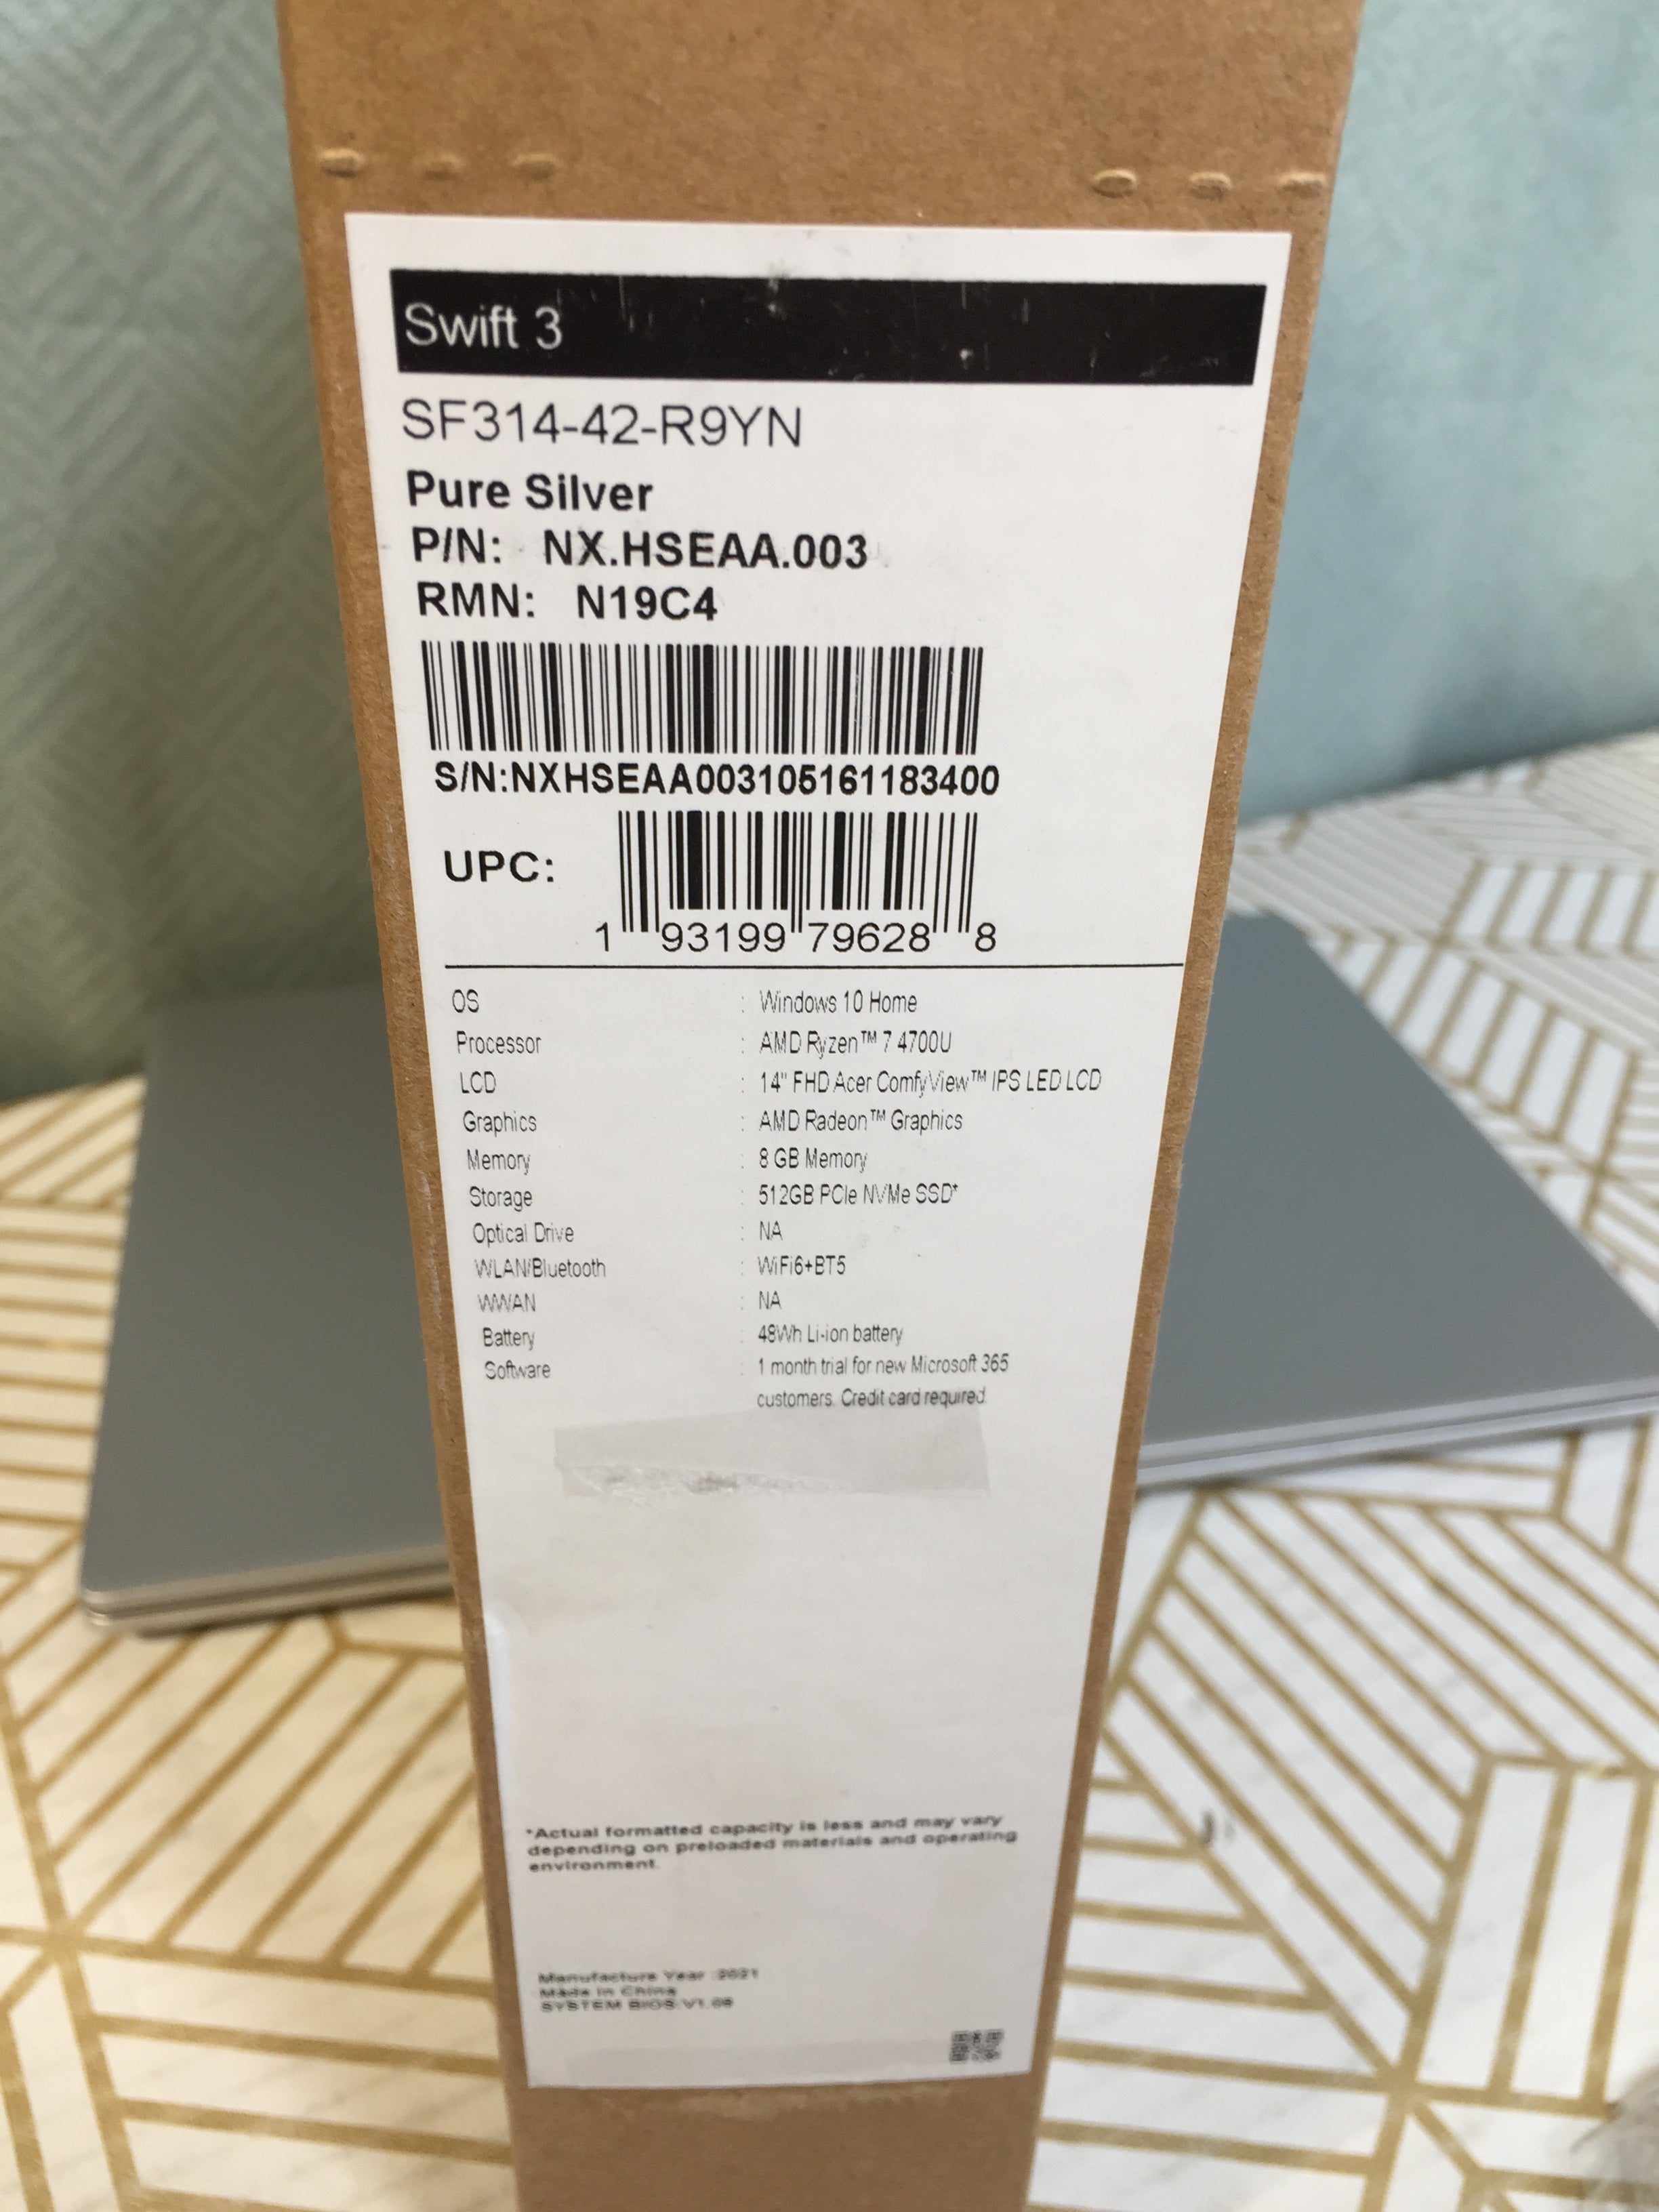 Swift 3
SF314-42-R9YN
Pure Silver
P/N: NX.HSEAA.003
RMN: N19C4
S/N:NXHSEAA003105161183400
UPC:
1 93199 79628 8
OS : Windows 10 Home
Processor : AMD Ryzen™ 7 4700U
LCD : 14" FHD Acer ComfyView™ IPS LED LCD
Graphics : AMD Radeon™ Graphics
Memory : 8 GB Memory
Storage : 512GB PCIe NVMe SSD*
Optical Drive : NA
WLAN/Bluetooth : WiFi6+BT5
WWAN : NA
Battery : 48Wh Li-ion battery
Software : 1 month trial for new Microsoft 365
customers. Credit card required.
*Actual formatted capacity is less and may vary
depending on preloaded materials and operating
environment.
Manufacture Year :2021
Made in China
SYSTEM BIOS: